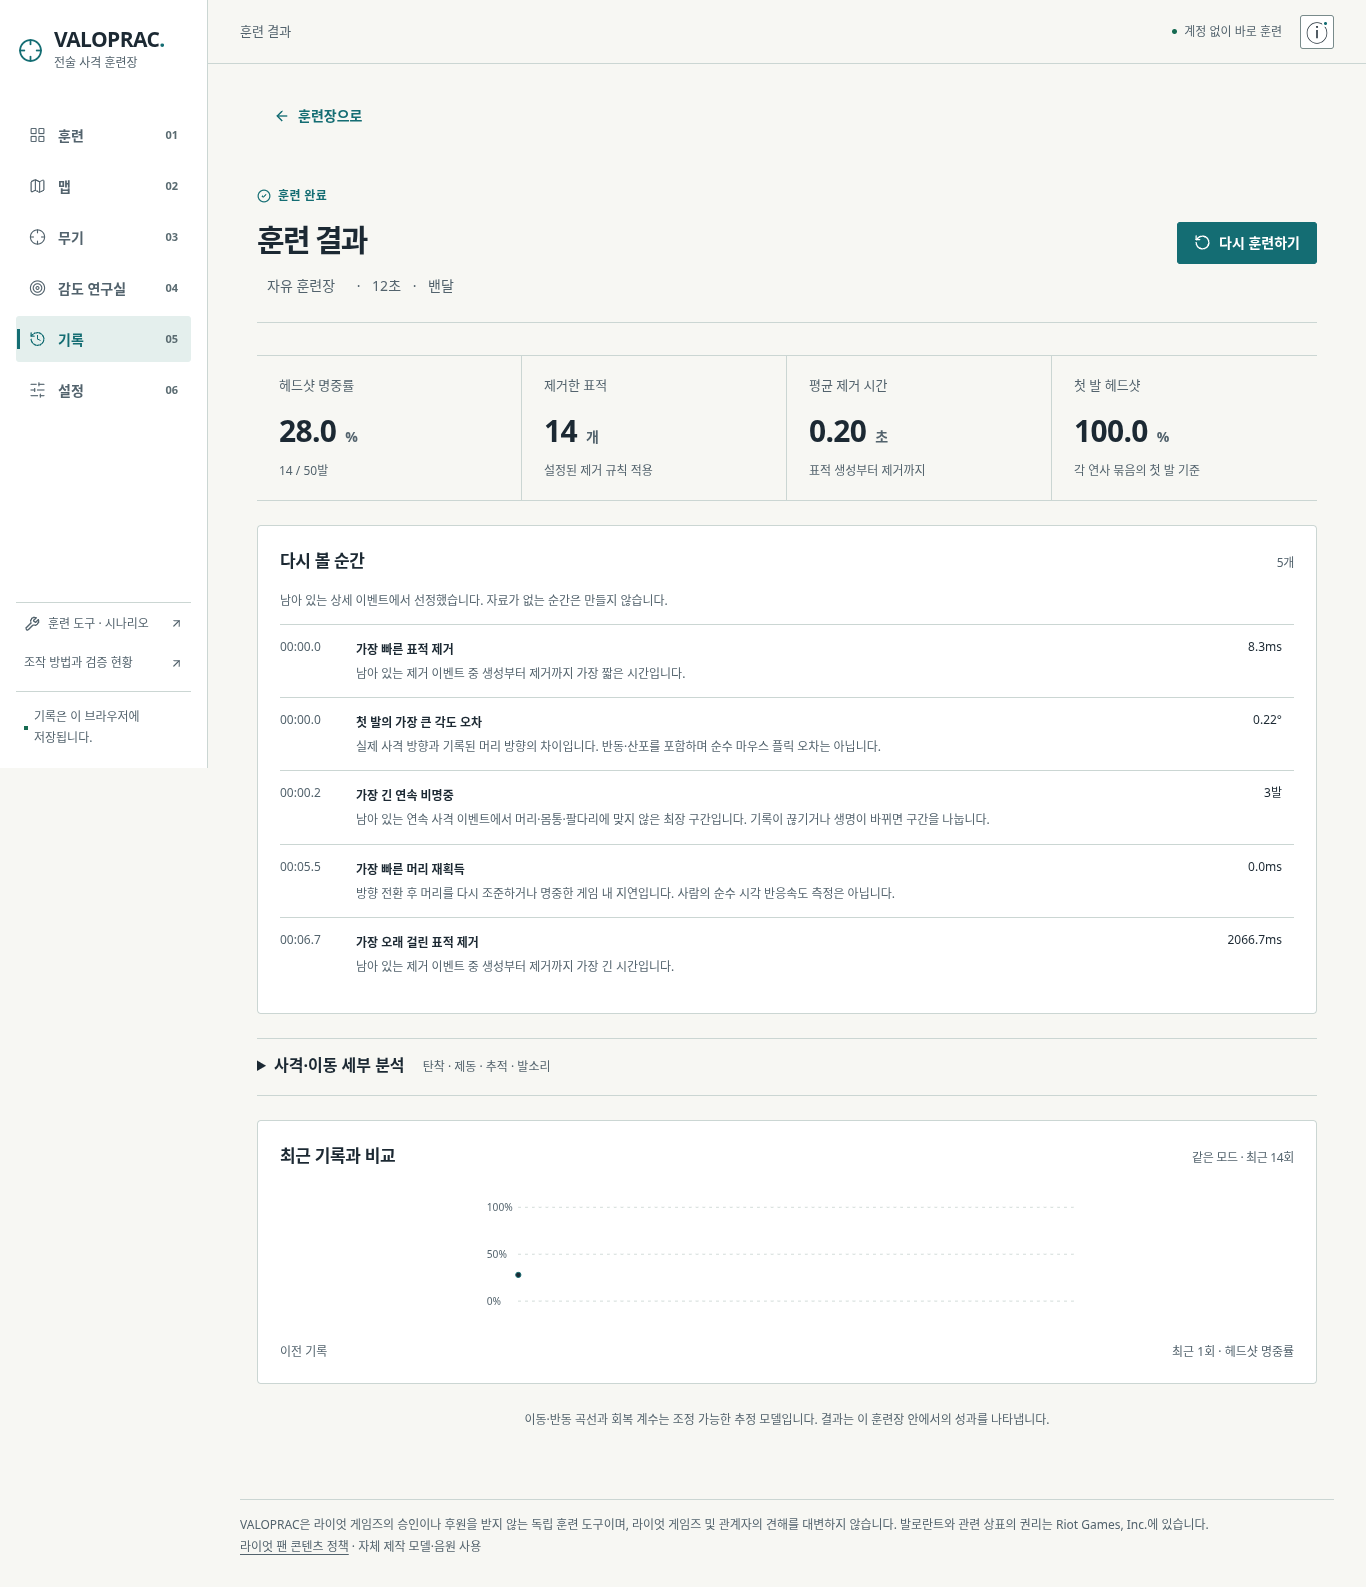 VALOPRAC.
전술 사격 훈련장
훈련 01
맵 02
무기 03
감도 연구실 04
기록 05
설정 06
훈련 도구 · 시나리오
조작 방법과 검증 현황
기록은 이 브라우저에
저장됩니다.
훈련 결과
계정 없이 바로 훈련
훈련장으로
훈련 완료
훈련 결과
다시 훈련하기
자유 훈련장 · 12초 · 밴달
헤드샷 명중률
28.0 %
14 / 50발
제거한 표적
14 개
설정된 제거 규칙 적용
평균 제거 시간
0.20 초
표적 생성부터 제거까지
첫 발 헤드샷
100.0 %
각 연사 묶음의 첫 발 기준
다시 볼 순간
5개
남아 있는 상세 이벤트에서 선정했습니다. 자료가 없는 순간은 만들지 않습니다.
00:00.0 가장 빠른 표적 제거 8.3ms
남아 있는 제거 이벤트 중 생성부터 제거까지 가장 짧은 시간입니다.
00:00.0 첫 발의 가장 큰 각도 오차 0.22°
실제 사격 방향과 기록된 머리 방향의 차이입니다. 반동·산포를 포함하며 순수 마우스 플릭 오차는 아닙니다.
00:00.2 가장 긴 연속 비명중 3발
남아 있는 연속 사격 이벤트에서 머리·몸통·팔다리에 맞지 않은 최장 구간입니다. 기록이 끊기거나 생명이 바뀌면 구간을 나눕니다.
00:05.5 가장 빠른 머리 재획득 0.0ms
방향 전환 후 머리를 다시 조준하거나 명중한 게임 내 지연입니다. 사람의 순수 시각 반응속도 측정은 아닙니다.
00:06.7 가장 오래 걸린 표적 제거 2066.7ms
남아 있는 제거 이벤트 중 생성부터 제거까지 가장 긴 시간입니다.
사격·이동 세부 분석 탄착 · 제동 · 추적 · 발소리
최근 기록과 비교
같은 모드 · 최근 14회
100%
50%
0%
이전 기록
최근 1회 · 헤드샷 명중률
이동·반동 곡선과 회복 계수는 조정 가능한 추정 모델입니다. 결과는 이 훈련장 안에서의 성과를 나타냅니다.
VALOPRAC은 라이엇 게임즈의 승인이나 후원을 받지 않는 독립 훈련 도구이며, 라이엇 게임즈 및 관계자의 견해를 대변하지 않습니다. 발로란트와 관련 상표의 권리는 Riot Games, Inc.에 있습니다.
라이엇 팬 콘텐츠 정책 · 자체 제작 모델·음원 사용